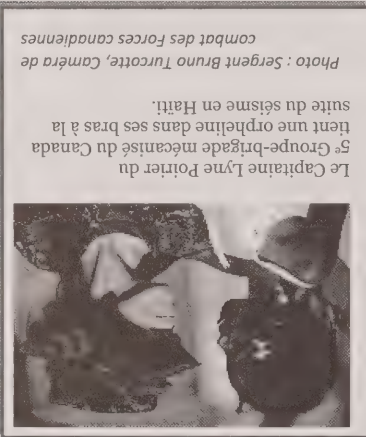 Le Capitaine Lyne Poirier du
5e Groupe-brigade mécanisé du Canada
tient une orpheline dans ses bras à la
suite du séisme en Haïti.
Photo : Sergent Bruno Turcotte, Caméra de
combat des Forces canadiennes